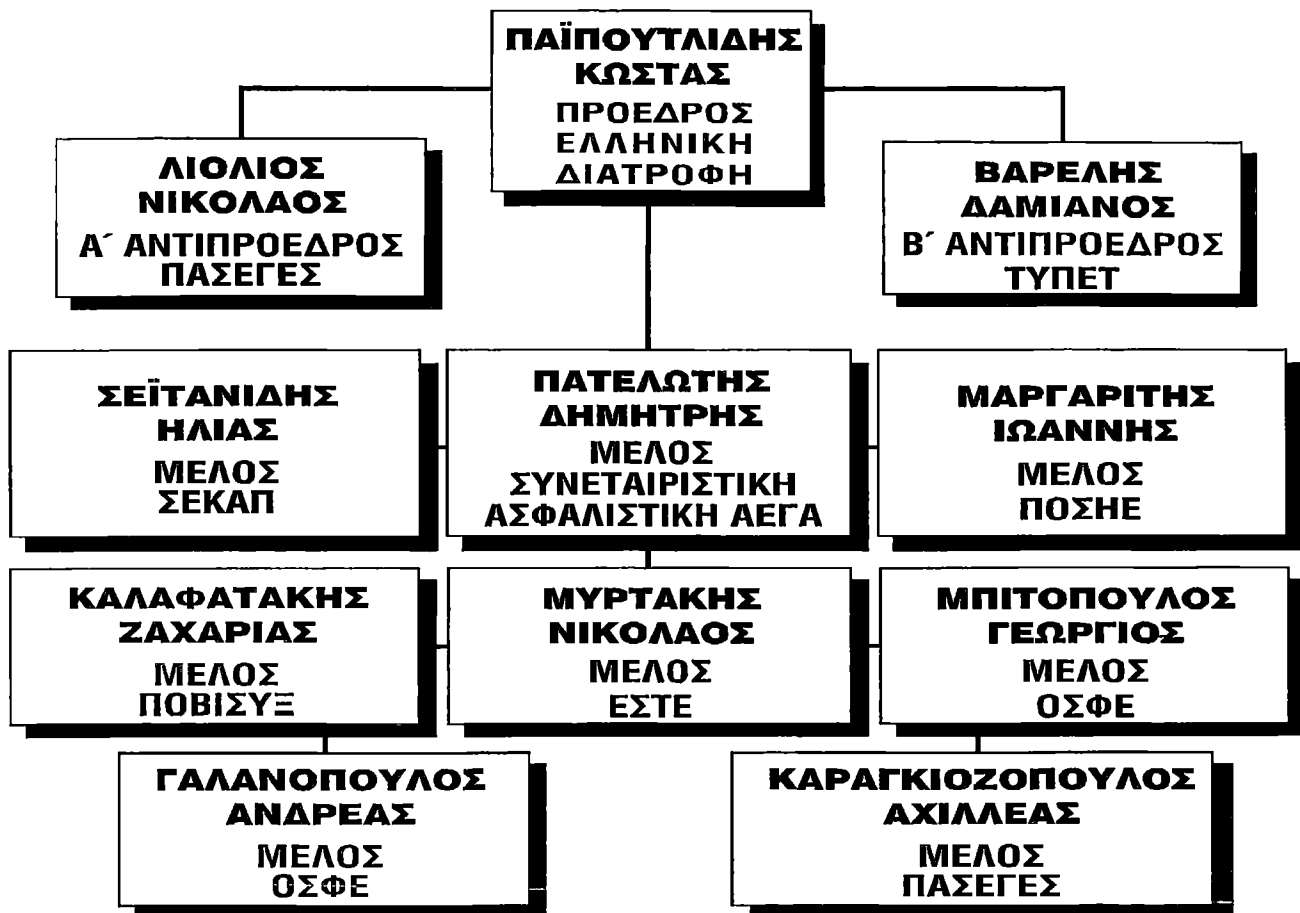 ΠΑΪΠΟΥΤΛΙΔΗΣ
ΚΩΣΤΑΣ
ΠΡΟΕΔΡΟΣ
ΕΛΛΗΝΙΚΗ
ΔΙΑΤΡΟΦΗ
ΛΙΟΛΙΟΣ
ΝΙΚΟΛΑΟΣ
Α΄ ΑΝΤΙΠΡΟΕΔΡΟΣ
ΠΑΣΕΓΕΣ
ΒΑΡΕΛΗΣ
ΔΑΜΙΑΝΟΣ
Β΄ ΑΝΤΙΠΡΟΕΔΡΟΣ
ΤΥΠΕΤ
ΣΕΪΤΑΝΙΔΗΣ
ΗΛΙΑΣ
ΜΕΛΟΣ
ΣΕΚΑΠ
ΠΑΤΕΛΩΤΗΣ
ΔΗΜΗΤΡΗΣ
ΜΕΛΟΣ
ΣΥΝΕΤΑΙΡΙΣΤΙΚΗ
ΑΣΦΑΛΙΣΤΙΚΗ ΑΕΓΑ
ΜΑΡΓΑΡΙΤΗΣ
ΙΩΑΝΝΗΣ
ΜΕΛΟΣ
ΠΟΣΗΕ
ΚΑΛΑΦΑΤΑΚΗΣ
ΖΑΧΑΡΙΑΣ
ΜΕΛΟΣ
ΠΟΒΙΣΥΞ
ΜΥΡΤΑΚΗΣ
ΝΙΚΟΛΑΟΣ
ΜΕΛΟΣ
ΕΣΤΕ
ΜΠΙΤΟΠΟΥΛΟΣ
ΓΕΩΡΓΙΟΣ
ΜΕΛΟΣ
ΟΣΦΕ
ΓΑΛΑΝΟΠΟΥΛΟΣ
ΑΝΔΡΕΑΣ
ΜΕΛΟΣ
ΟΣΦΕ
ΚΑΡΑΓΚΙΟΖΟΠΟΥΛΟΣ
ΑΧΙΛΛΕΑΣ
ΜΕΛΟΣ
ΠΑΣΕΓΕΣ